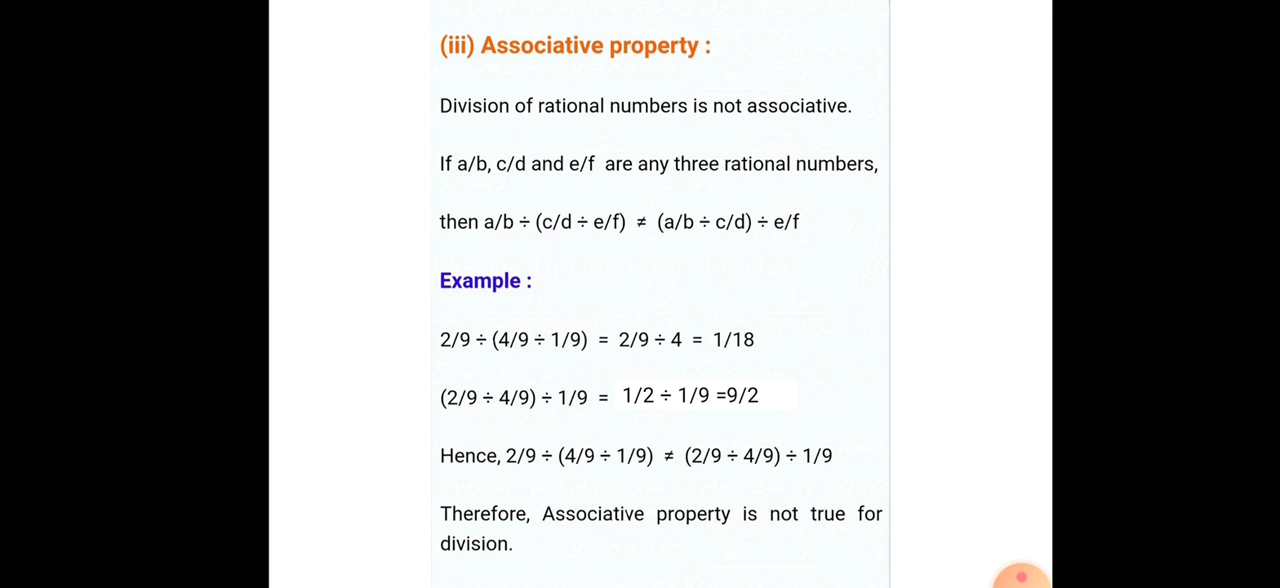 (iii) Associative property :
Division of rational numbers is not associative.
If a/b, c/d and e/f are any three rational numbers,
then a/b ÷ (c/d ÷ e/f) ≠ (a/b ÷ c/d) ÷ e/f
Example :
2/9 ÷ (4/9 ÷ 1/9) = 2/9 ÷ 4 = 1/18
(2/9 ÷ 4/9) ÷ 1/9 = 1/2 ÷ 1/9 =9/2
Hence, 2/9 ÷ (4/9 ÷ 1/9) ≠ (2/9 ÷ 4/9) ÷ 1/9
Therefore, Associative property is not true for
division.